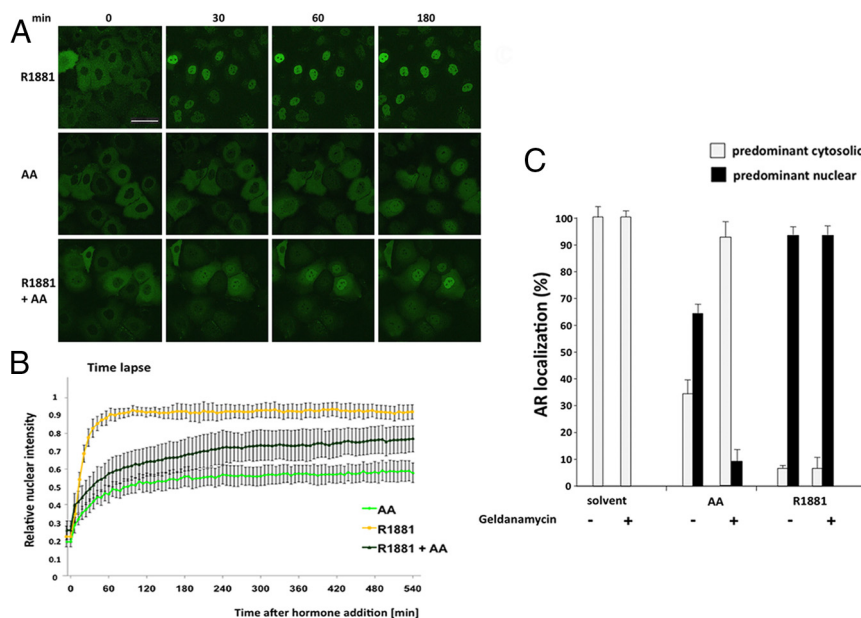 min 0 30 60 180
A
R1881
AA
R1881
+ AA
B
Time lapse
Relative nuclear intensity
1
0.9
0.8
0.7
0.6
0.5
0.4
0.3
0.2
0.1
0
0 60 120 180 240 300 360 420 480 540
AA
R1881
R1881 + AA
Time after hormone addition [min]
C
predominant cytosolic
predominant nuclear
AR localization (%)
100
90
80
70
60
50
40
30
20
10
0
solvent AA R1881
Geldanamycin - + - + - +